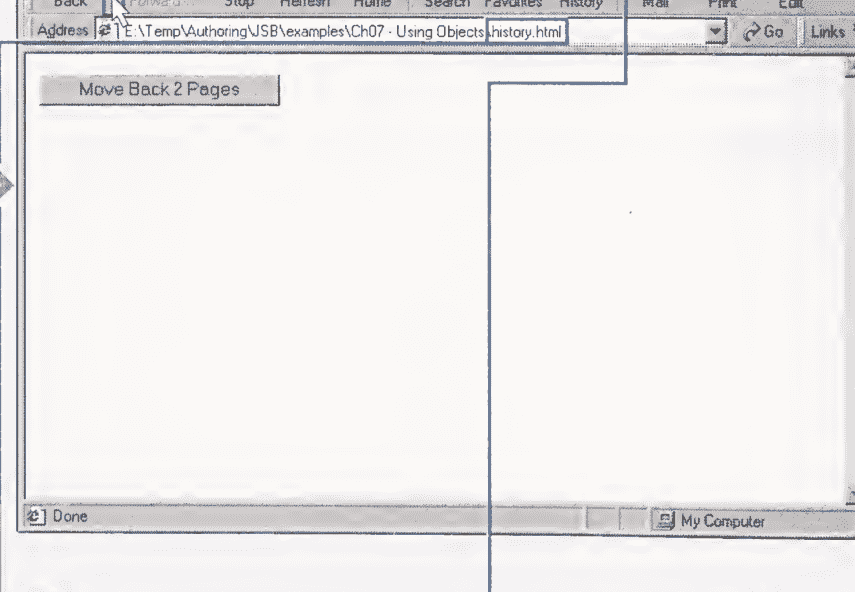 Back Forward Stop Refresh Home Search Favorites History Mail Print Edit
Address E:\Temp\Authoring\JSB\examples\Ch07 - Using Objects\history.html Go Links
Move Back 2 Pages
Done My Computer